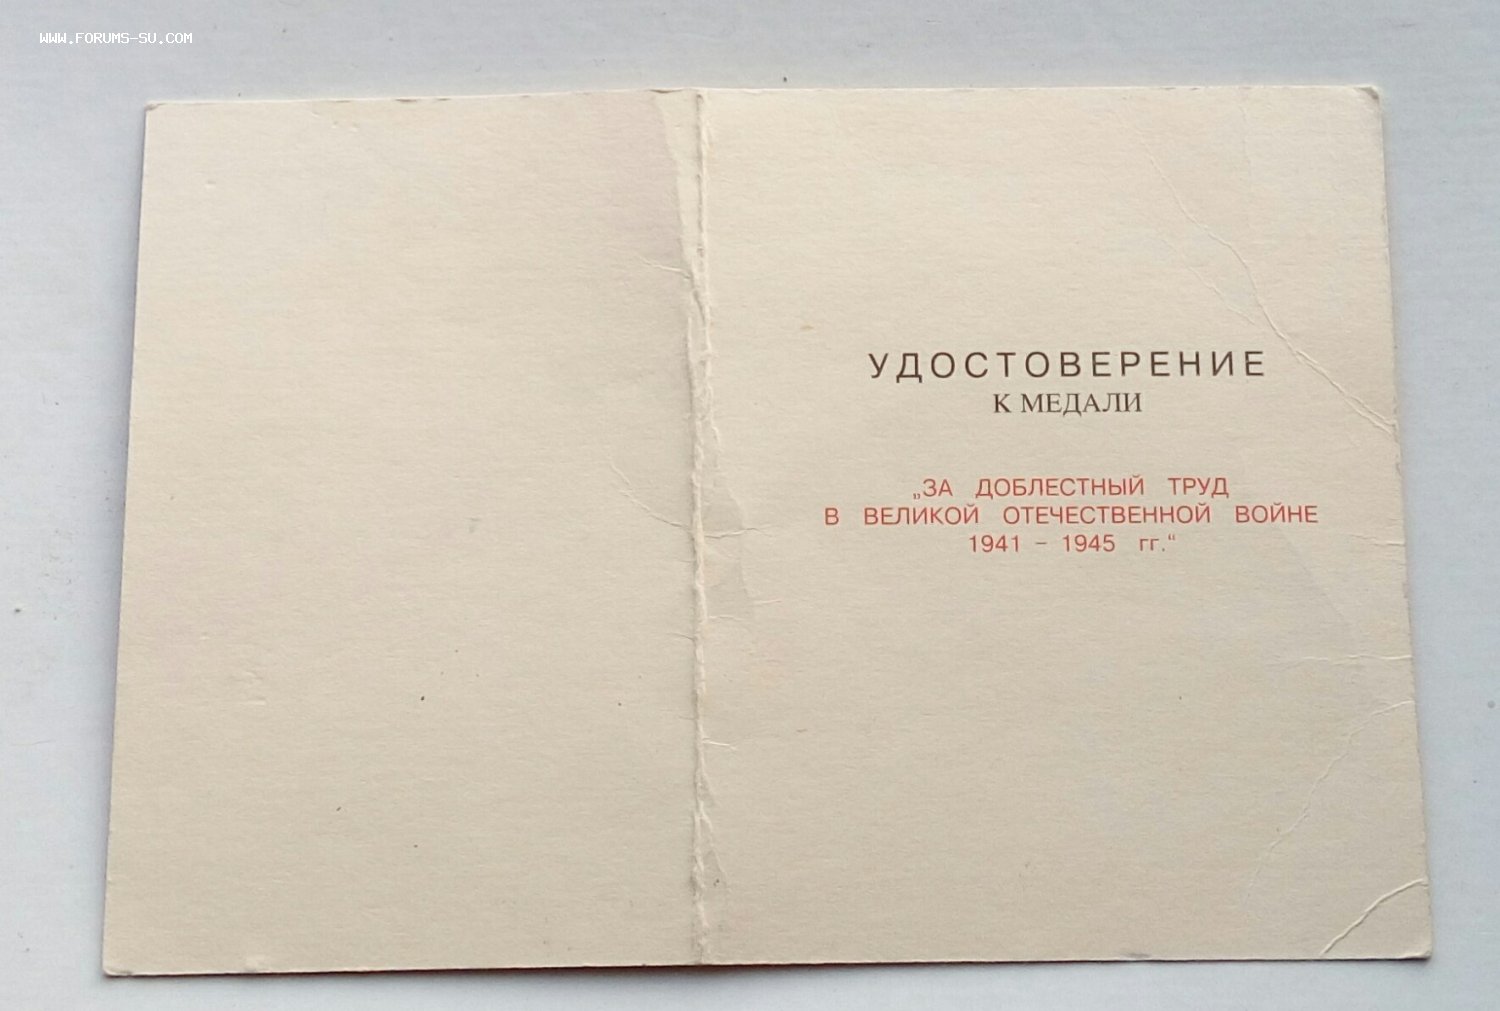 WWW.FORUMS-SU.COM
УДОСТОВЕРЕНИЕ
К МЕДАЛИ
„ЗА ДОБЛЕСТНЫЙ ТРУД
В ВЕЛИКОЙ ОТЕЧЕСТВЕННОЙ ВОЙНЕ
1941 – 1945 гг.“